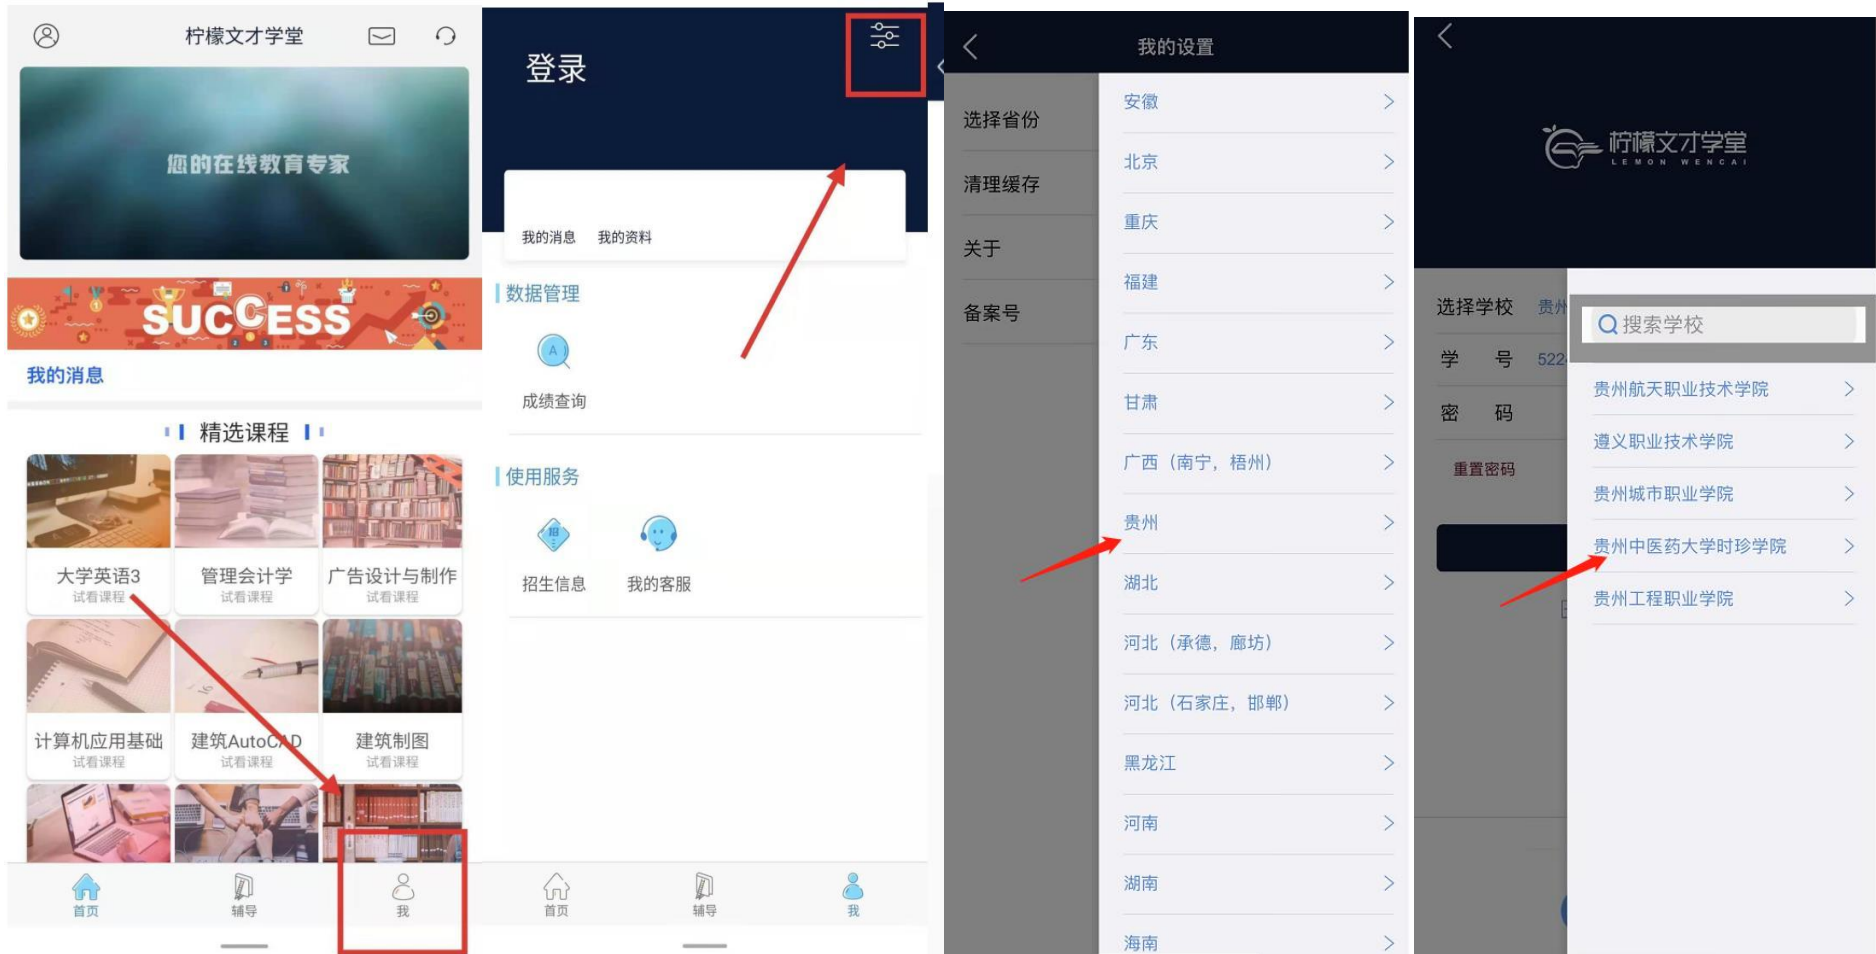 柠檬文才学堂
您的在线教育专家
SUCCESS
我的消息
精选课程
大学英语3
试看课程
管理会计学
试看课程
广告设计与制作
试看课程
计算机应用基础
试看课程
建筑AutoCAD
试看课程
建筑制图
试看课程
首页
辅导
我
登录
我的消息 我的资料
数据管理
成绩查询
使用服务
招生信息
我的客服
首页
辅导
我
我的设置
选择省份
清理缓存
关于
备案号
安徽
北京
重庆
福建
广东
甘肃
广西（南宁，梧州）
贵州
湖北
河北（承德，廊坊）
河北（石家庄，邯郸）
黑龙江
河南
湖南
海南
柠檬文才学堂
LEMON WENCAI
选择学校 贵州
学 号 522
密 码
重置密码
搜索学校
贵州航天职业技术学院
遵义职业技术学院
贵州城市职业学院
贵州中医药大学时珍学院
贵州工程职业学院